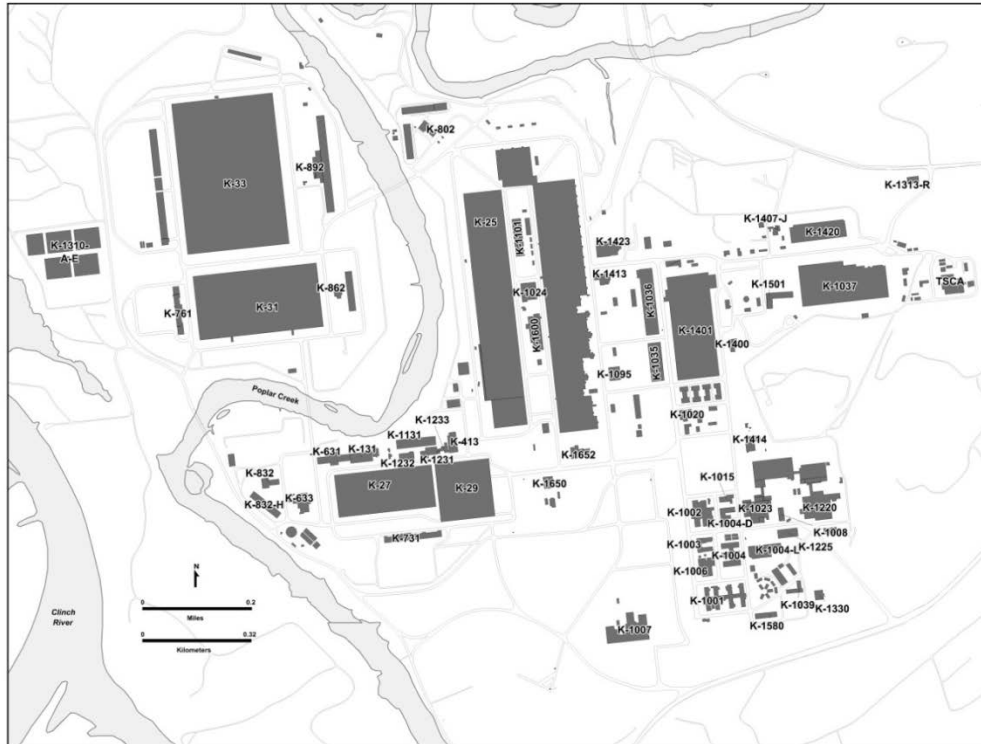 K-802
K-1313-R
K-892
K-33
K-25
K-1101
K-1407-J
K-1420
K-1423
K-1310-
A-E
K-1413
K-862
K-1024
K-1036
K-1501
K-1037
TSCA
K-761
K-31
K-1600
K-1401
K-1400
K-1095
K-1035
Poplar Creek
K-1233
K-1020
K-1131
K-413
K-631
K-131
K-1232
K-1231
K-1652
K-1414
K-832
K-27
K-29
K-1650
K-1015
K-832-H
K-633
K-1002
K-1004-D
K-1023
K-1220
K-1008
K-731
K-1003
K-1004
K-1004-L
K-1225
K-1006
N
K-1001
K-1039
K-1330
K-1580
K-1007
0 0.2
Miles
0 0.32
Kilometers
Clinch
River